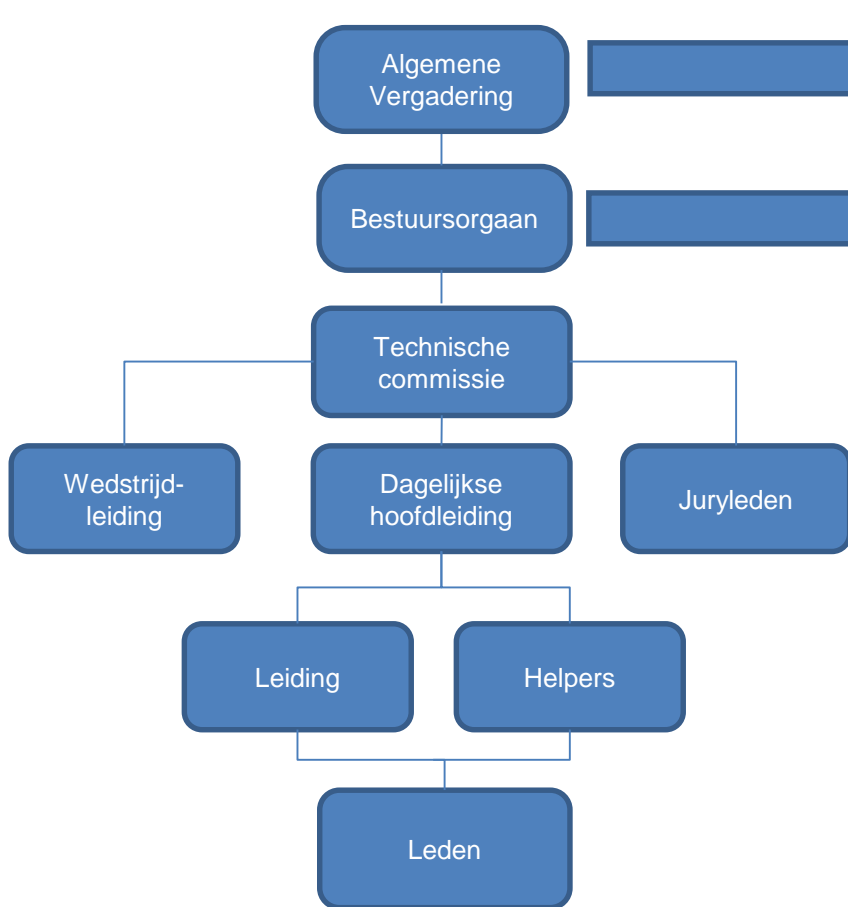 Algemene
Vergadering
Bestuursorgaan
Technische
commissie
Wedstrijd-
leiding
Dagelijkse
hoofdleiding
Juryleden
Leiding
Helpers
Leden